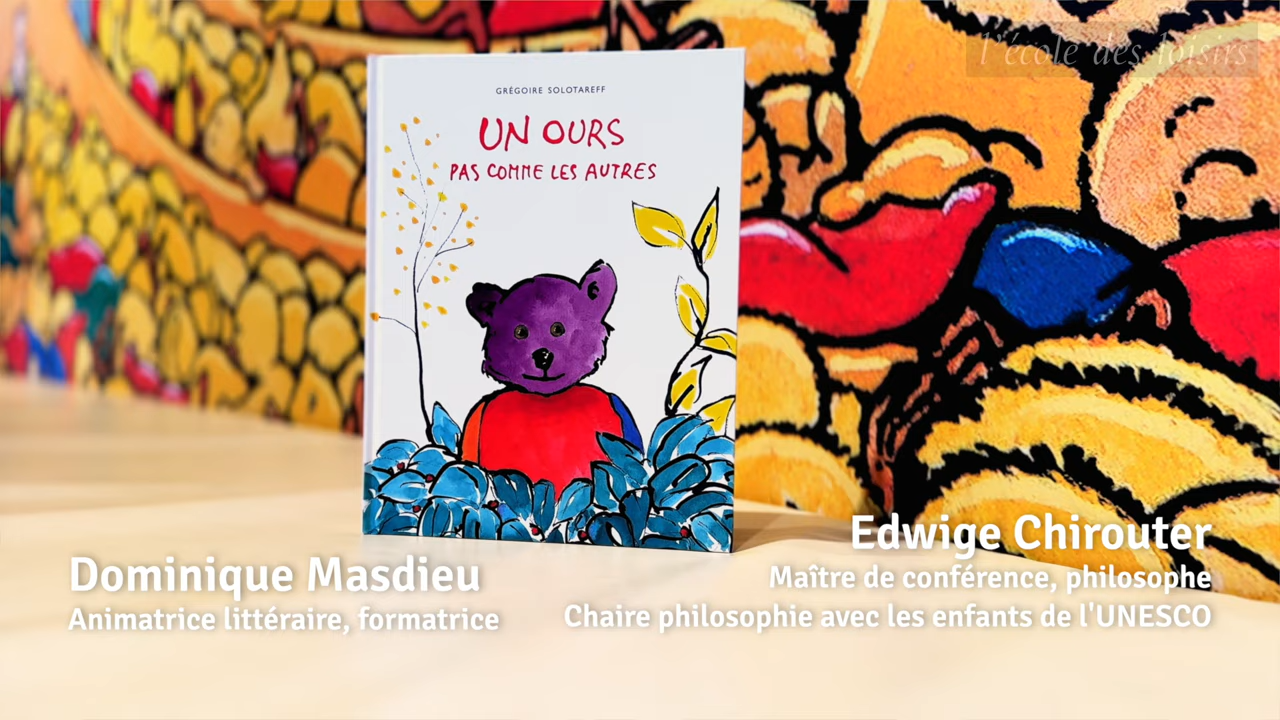 l'école des loisirs
GRÉGOIRE SOLOTAREFF
UN OURS
PAS COMME LES AUTRES
Dominique Masdieu
Animatrice littéraire, formatrice
Edwige Chirouter
Maître de conférence, philosophe
Chaire philosophie avec les enfants de l'UNESCO